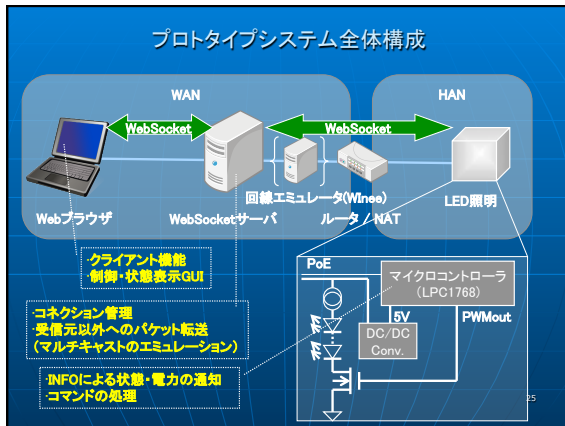 プロトタイプシステム全体構成
WAN
HAN
WebSocket
WebSocket
回線エミュレータ(WInee)
Webブラウザ
WebSocketサーバ
ルータ / NAT
LED照明
・クライアント機能
・制御・状態表示GUI
・コネクション管理
・受信元以外へのパケット転送
(マルチキャストのエミュレーション)
・INFOによる状態・電力の通知
・コマンドの処理
PoE
マイクロコントローラ
(LPC1768)
5V
PWMout
DC/DC
Conv.
25